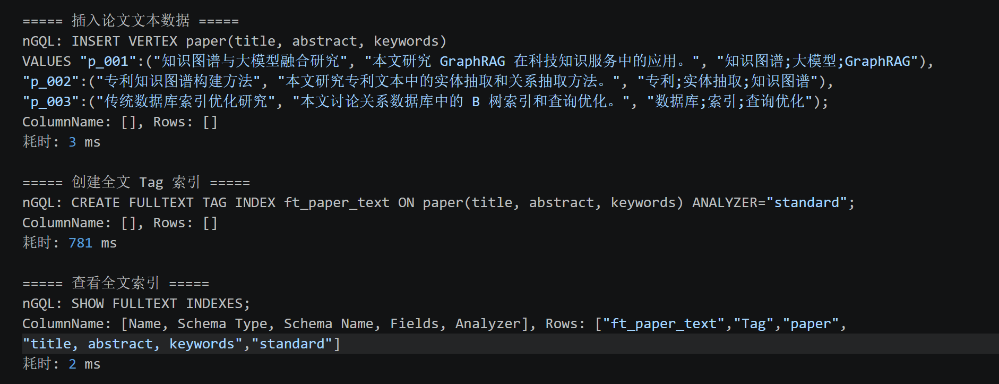 ===== 插入论文文本数据 =====
nGQL: INSERT VERTEX paper(title, abstract, keywords)
VALUES "p_001":("知识图谱与大模型融合研究", "本文研究 GraphRAG 在科技知识服务中的应用。", "知识图谱;大模型;GraphRAG"),
"p_002":("专利知识图谱构建方法", "本文研究专利文本中的实体抽取和关系抽取方法。", "专利;实体抽取;知识图谱"),
"p_003":("传统数据库索引优化研究", "本文讨论关系数据库中的 B 树索引和查询优化。", "数据库;索引;查询优化");
ColumnName: [], Rows: []
耗时: 3 ms
===== 创建全文 Tag 索引 =====
nGQL: CREATE FULLTEXT TAG INDEX ft_paper_text ON paper(title, abstract, keywords) ANALYZER="standard";
ColumnName: [], Rows: []
耗时: 781 ms
===== 查看全文索引 =====
nGQL: SHOW FULLTEXT INDEXES;
ColumnName: [Name, Schema Type, Schema Name, Fields, Analyzer], Rows: ["ft_paper_text","Tag","paper",
"title, abstract, keywords","standard"]
耗时: 2 ms